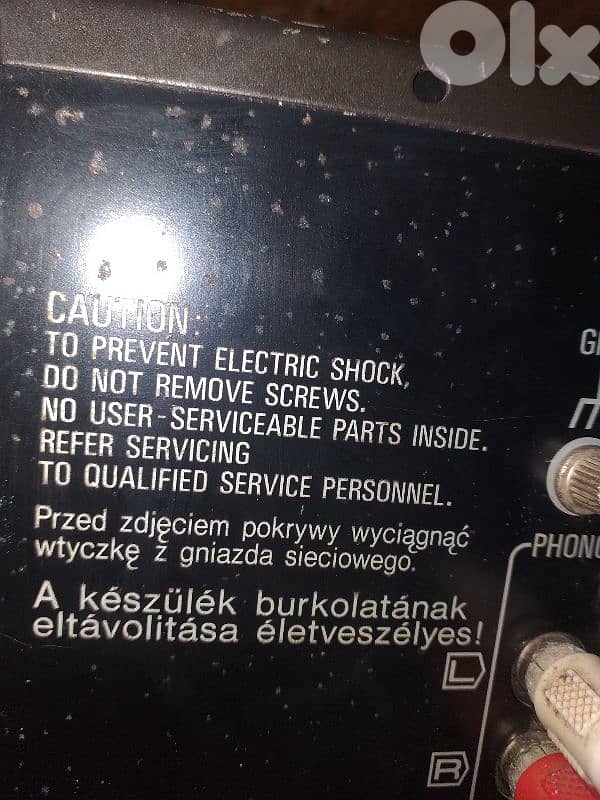 Olx
CAUTION:
TO PREVENT ELECTRIC SHOCK,
DO NOT REMOVE SCREWS.
NO USER-SERVICEABLE PARTS INSIDE.
REFER SERVICING
TO QUALIFIED SERVICE PERSONNEL.
Przed zdjęciem pokrywy wyciągnąć
wtyczkę z gniazda sieciowego.
A készülék burkolatának
eltávolitása életveszélyes!
PHONO
L
R